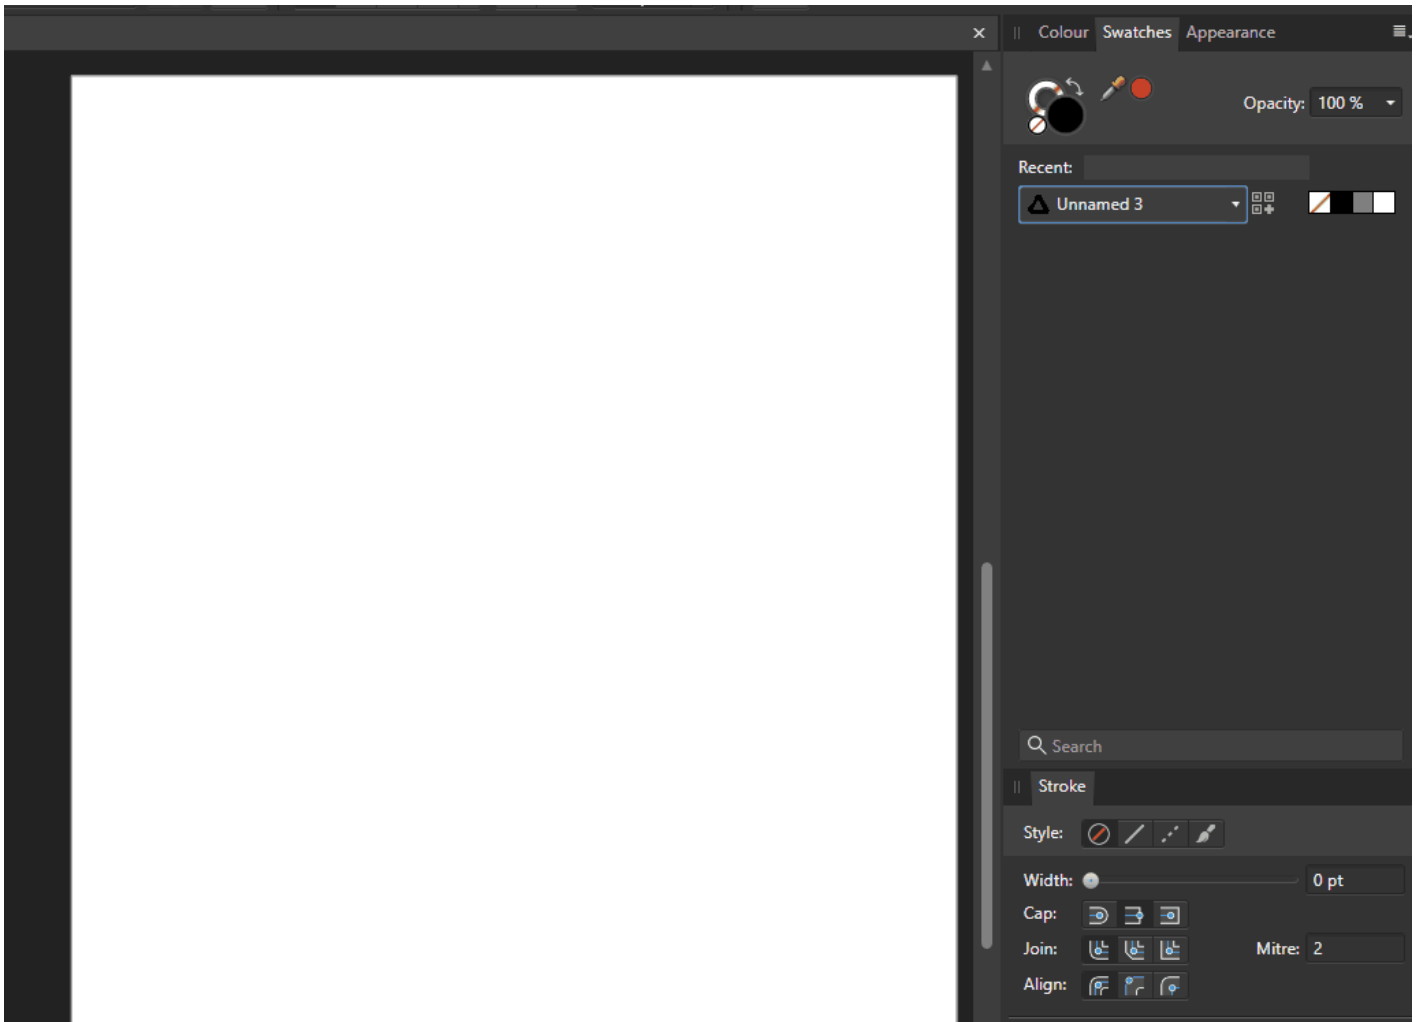 Colour Swatches Appearance
Opacity: 100 %
Recent:
Unnamed 3
Search
Stroke
Style:
Width: 0 pt
Cap:
Join: Mitre: 2
Align: